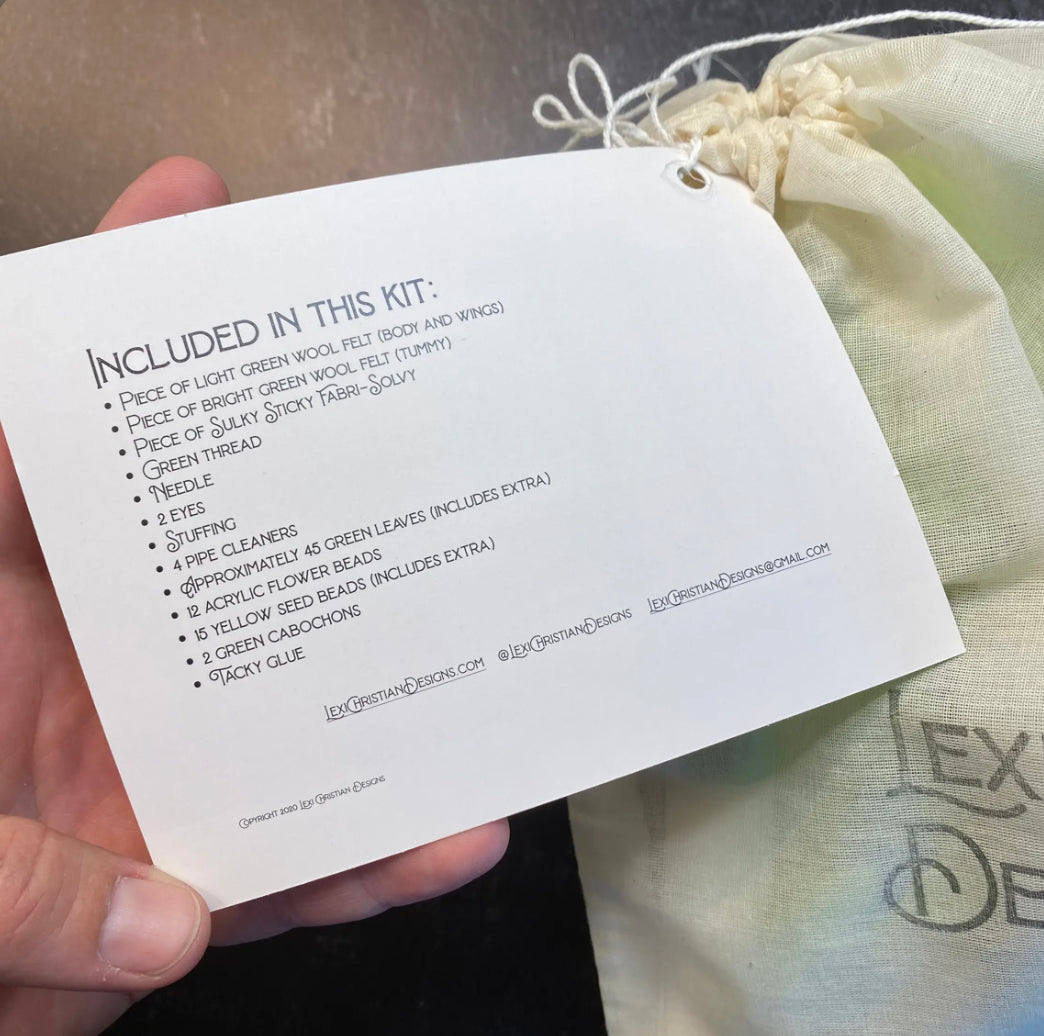 Included in this kit:
• Piece of light green wool felt (body and wings)
• Piece of bright green wool felt (tummy)
• Piece of Sulky Sticky Fabri-Solvy
• Green thread
• Needle
• 2 eyes
• Stuffing
• 4 pipe cleaners
• Approximately 45 green leaves (includes extra)
• 12 acrylic flower beads
• 15 yellow seed beads (includes extra)
• 2 green cabochons
• Tacky glue
LexiChristianDesigns.com @LexiChristianDesigns LexiChristianDesigns@gmail.com
Copyright 2020 Lexi Christian Designs
Lex
De